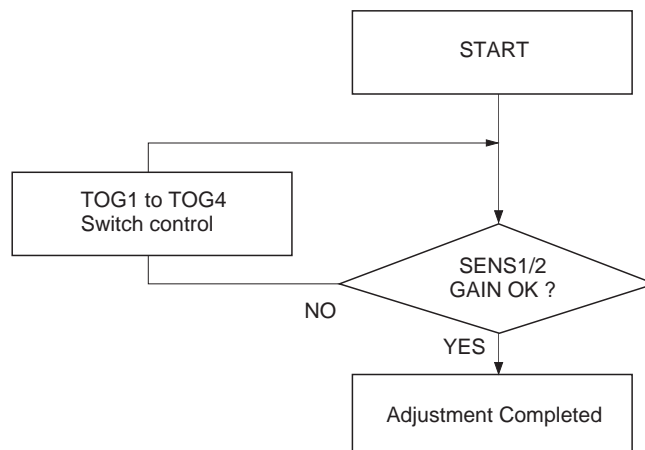 START
TOG1 to TOG4
Switch control
SENS1/2
GAIN OK ?
NO
YES
Adjustment Completed